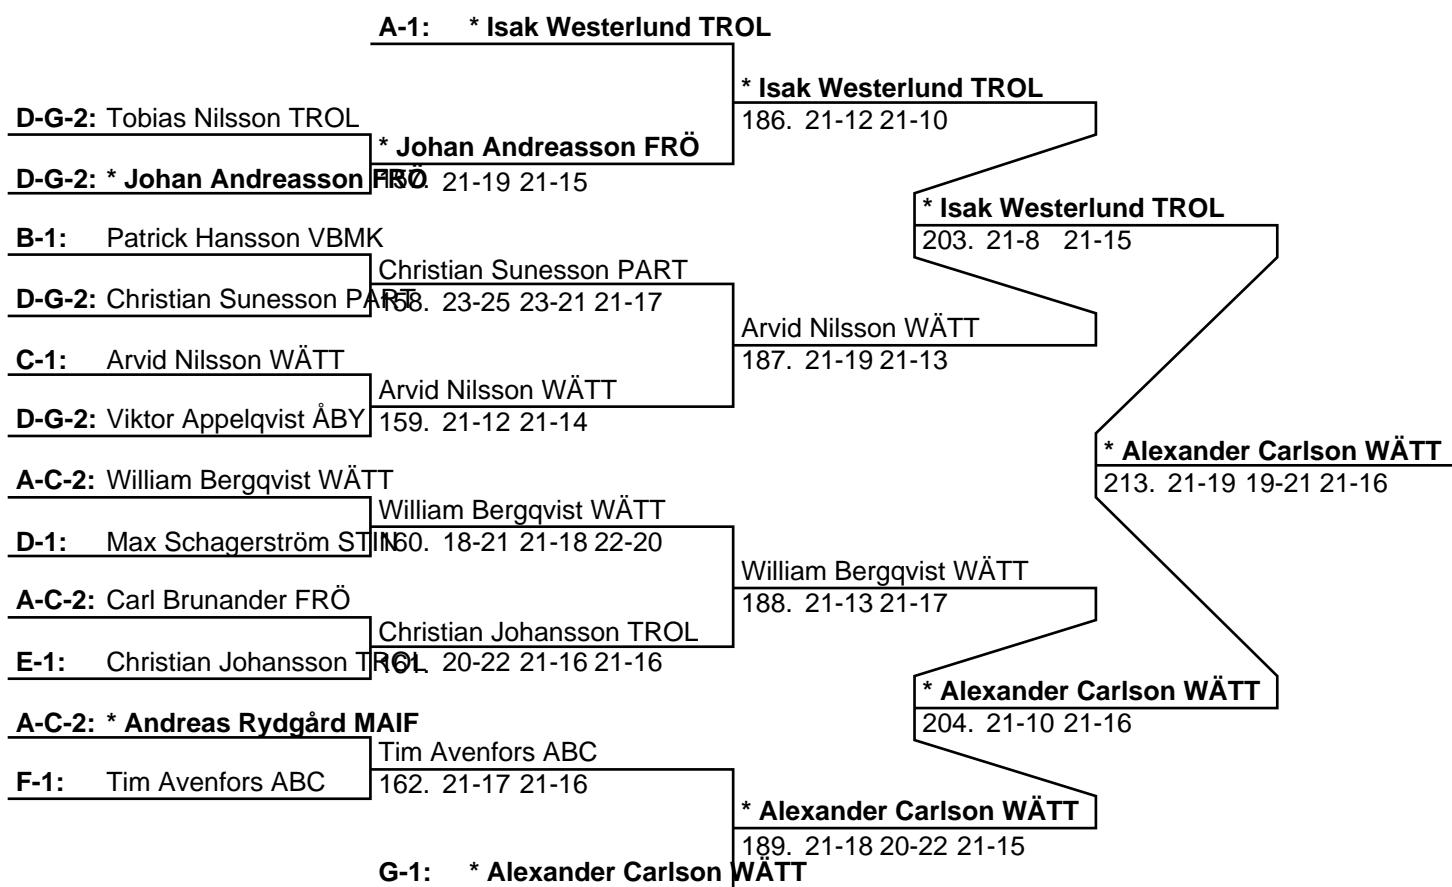 A-1: * Isak Westerlund TROL
* Isak Westerlund TROL
186. 21-12 21-10
D-G-2: Tobias Nilsson TROL
* Johan Andreasson FRÖ
157. 21-19 21-15
D-G-2: * Johan Andreasson FRÖ
* Isak Westerlund TROL
203. 21-8 21-15
B-1: Patrick Hansson VBMK
Christian Sunesson PART
158. 23-25 23-21 21-17
D-G-2: Christian Sunesson PART
Arvid Nilsson WÄTT
187. 21-19 21-13
C-1: Arvid Nilsson WÄTT
Arvid Nilsson WÄTT
159. 21-12 21-14
D-G-2: Viktor Appelqvist ÅBY
* Alexander Carlson WÄTT
213. 21-19 19-21 21-16
A-C-2: William Bergqvist WÄTT
William Bergqvist WÄTT
160. 18-21 21-18 22-20
D-1: Max Schagerström STIN
William Bergqvist WÄTT
188. 21-13 21-17
A-C-2: Carl Brunander FRÖ
Christian Johansson TROL
161. 20-22 21-16 21-16
E-1: Christian Johansson TROL
* Alexander Carlson WÄTT
204. 21-10 21-16
A-C-2: * Andreas Rydgård MAIF
Tim Avenfors ABC
162. 21-17 21-16
F-1: Tim Avenfors ABC
* Alexander Carlson WÄTT
189. 21-18 20-22 21-15
G-1: * Alexander Carlson WÄTT